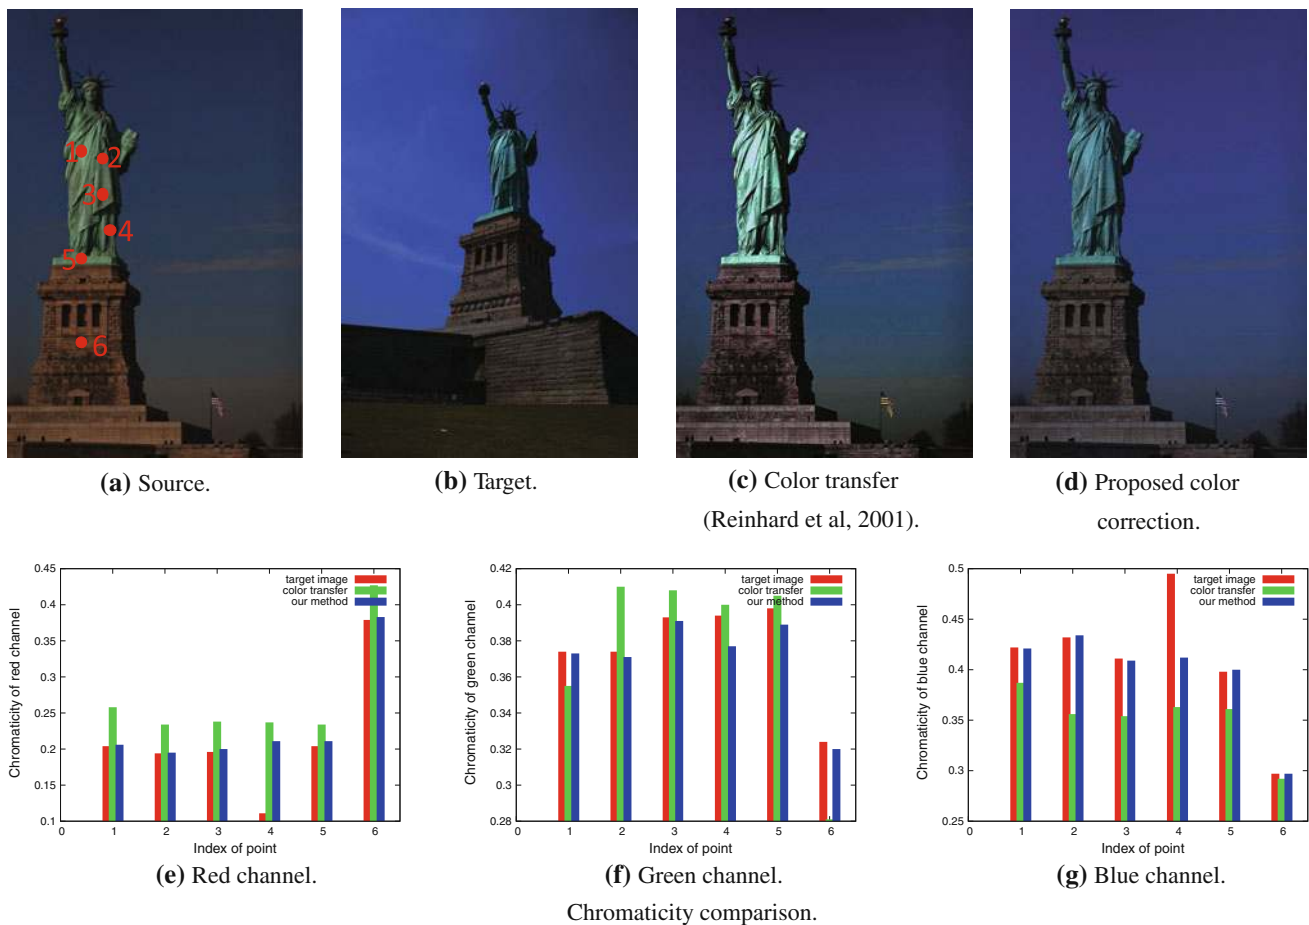 1
2
3
4
5
6
(a) Source.
(b) Target.
(c) Color transfer
(Reinhard et al, 2001).
(d) Proposed color
correction.
0.45
0.4
0.35
0.3
0.25
0.2
0.15
0.1
0 1 2 3 4 5 6
Chromaticity of red channel
Index of point
target image
color transfer
our method
(e) Red channel.
0.42
0.4
0.38
0.36
0.34
0.32
0.3
0.28
0 1 2 3 4 5 6
Chromaticity of green channel
Index of point
target image
color transfer
our method
(f) Green channel.
0.5
0.45
0.4
0.35
0.3
0.25
0 1 2 3 4 5 6
Chromaticity of blue channel
Index of point
target image
color transfer
our method
(g) Blue channel.
Chromaticity comparison.